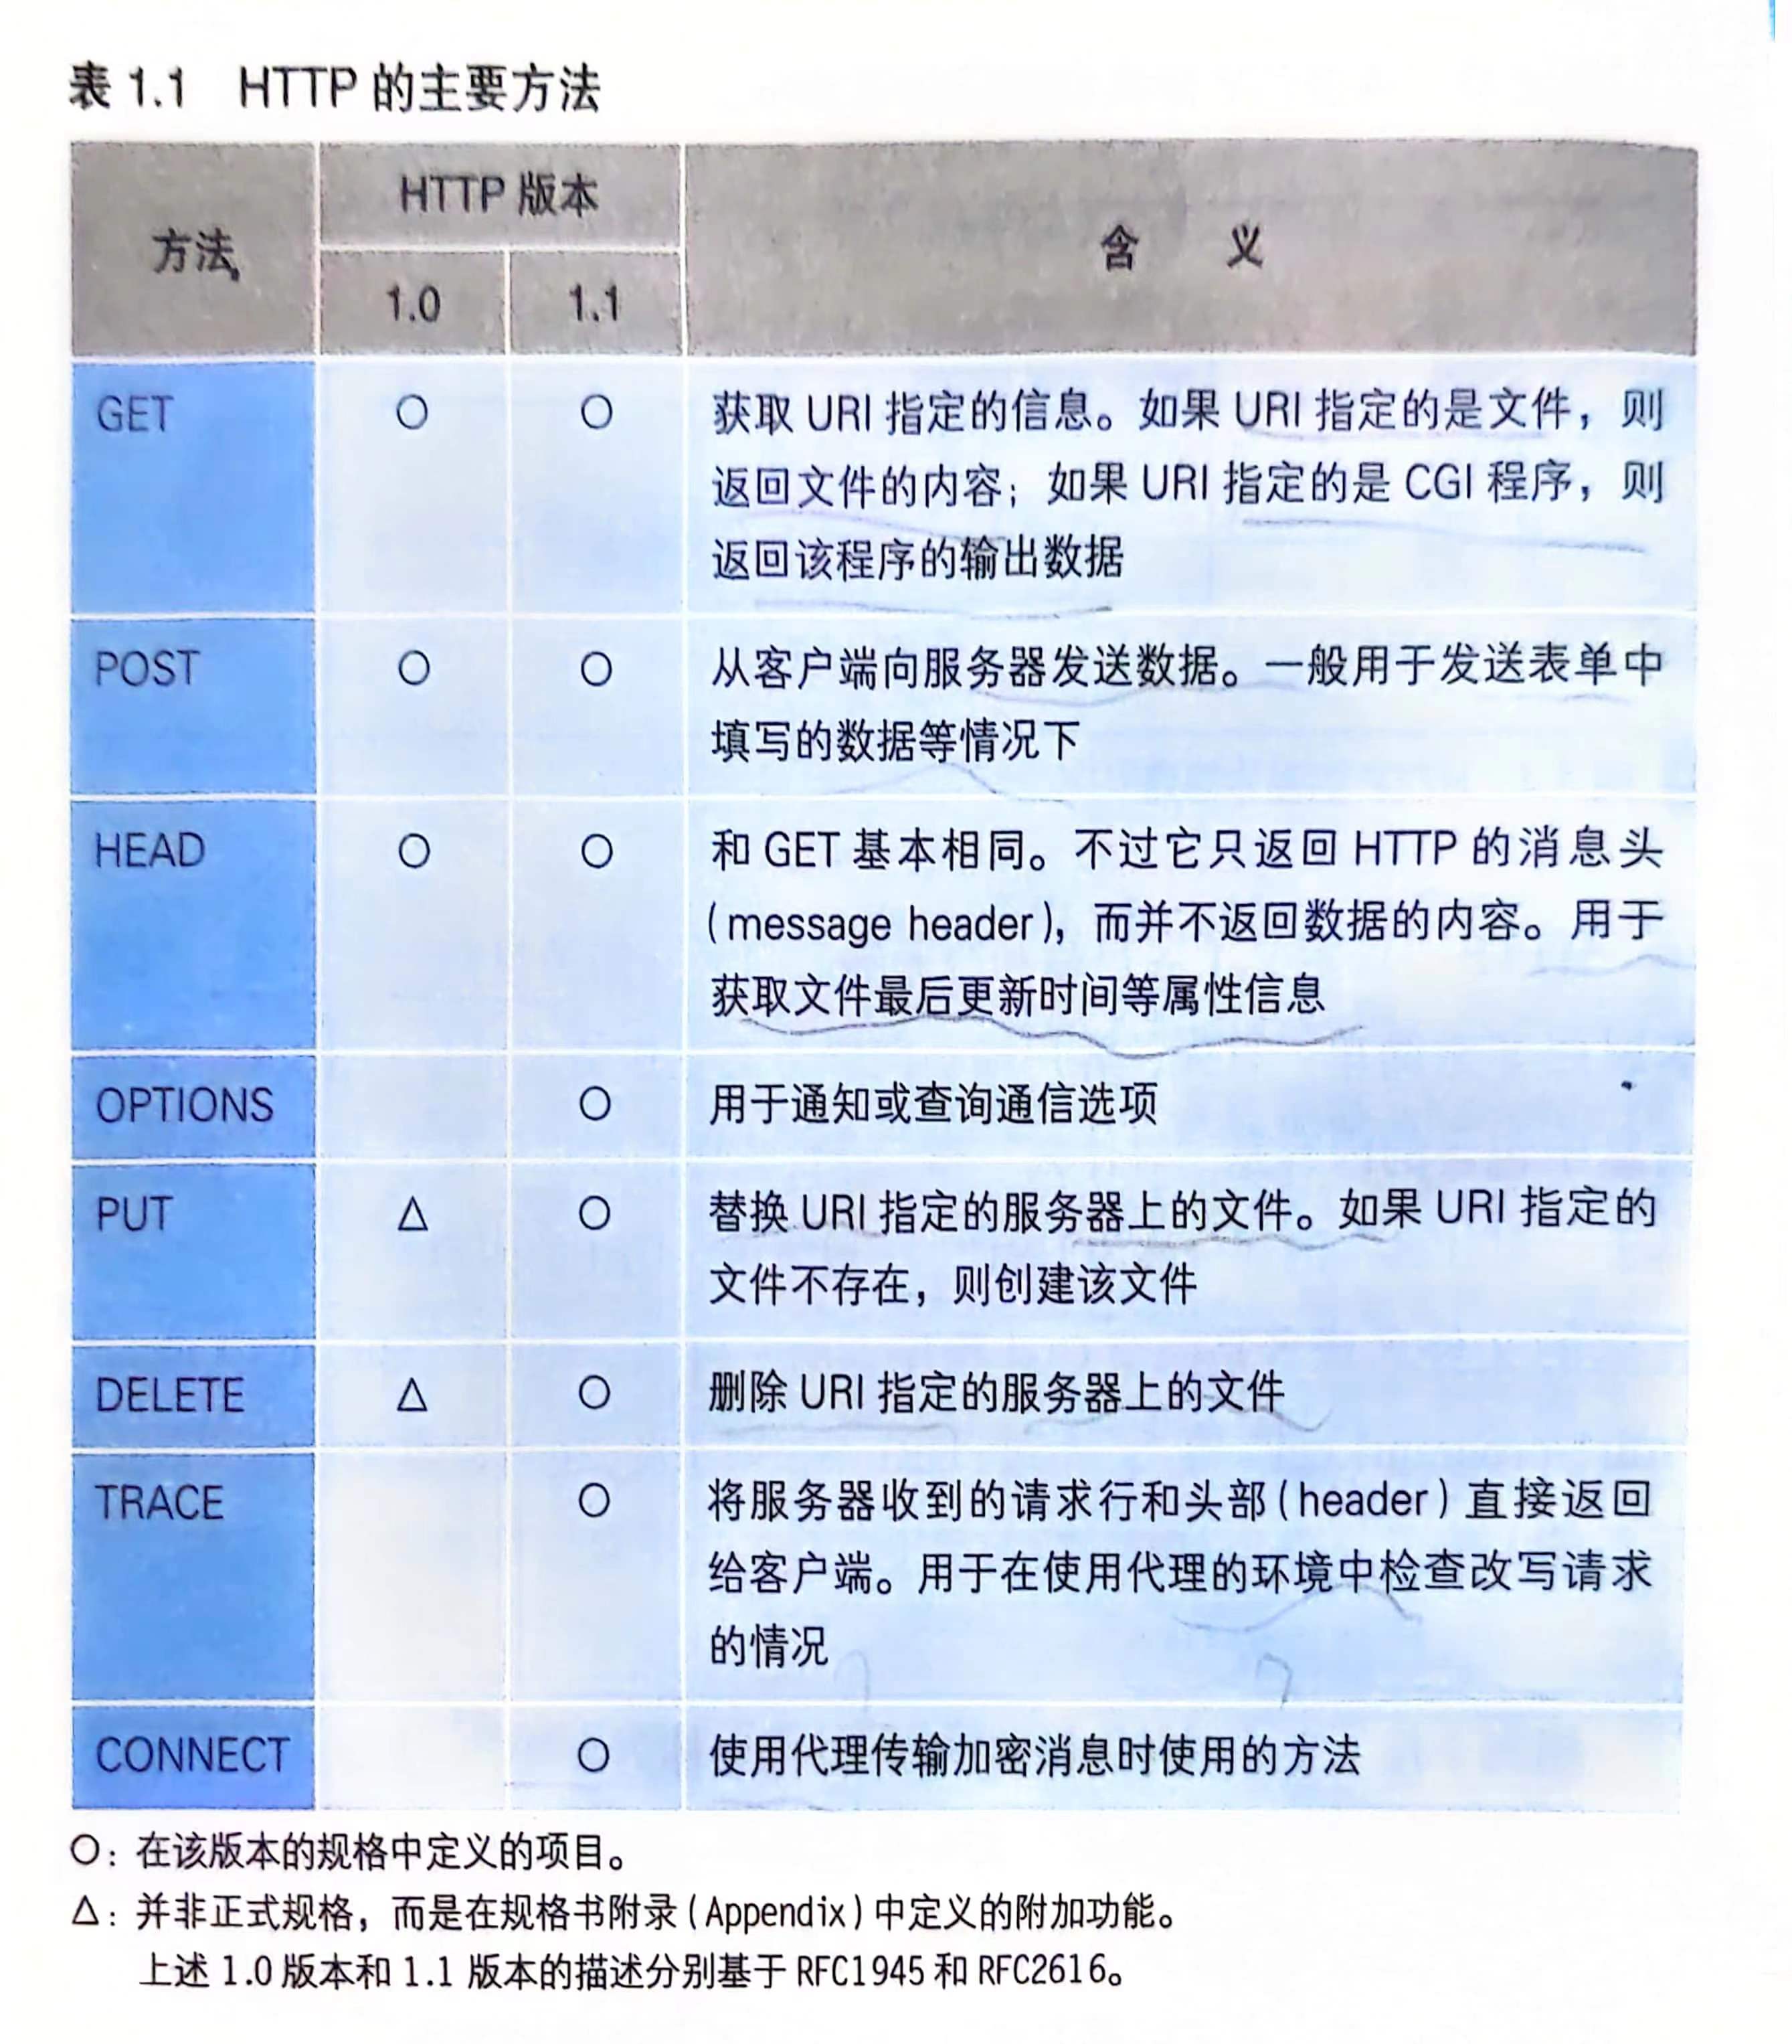 表 1.1 HTTP 的主要方法
方法 HTTP 版本 含 义
1.0 1.1
GET ○ ○ 获取 URI 指定的信息。如果 URI 指定的是文件，则
返回文件的内容；如果 URI 指定的是 CGI 程序，则
返回该程序的输出数据
POST ○ ○ 从客户端向服务器发送数据。一般用于发送表单中
填写的数据等情况下
HEAD ○ ○ 和 GET 基本相同。不过它只返回 HTTP 的消息头
（message header），而并不返回数据的内容。用于
获取文件最后更新时间等属性信息
OPTIONS ○ 用于通知或查询通信选项
PUT △ ○ 替换 URI 指定的服务器上的文件。如果 URI 指定的
文件不存在，则创建该文件
DELETE △ ○ 删除 URI 指定的服务器上的文件
TRACE ○ 将服务器收到的请求行和头部（header）直接返回
给客户端。用于在使用代理的环境中检查改写请求
的情况
CONNECT ○ 使用代理传输加密消息时使用的方法
○：在该版本的规格中定义的项目。
△：并非正式规格，而是在规格书附录（Appendix）中定义的附加功能。
上述 1.0 版本和 1.1 版本的描述分别基于 RFC1945 和 RFC2616。